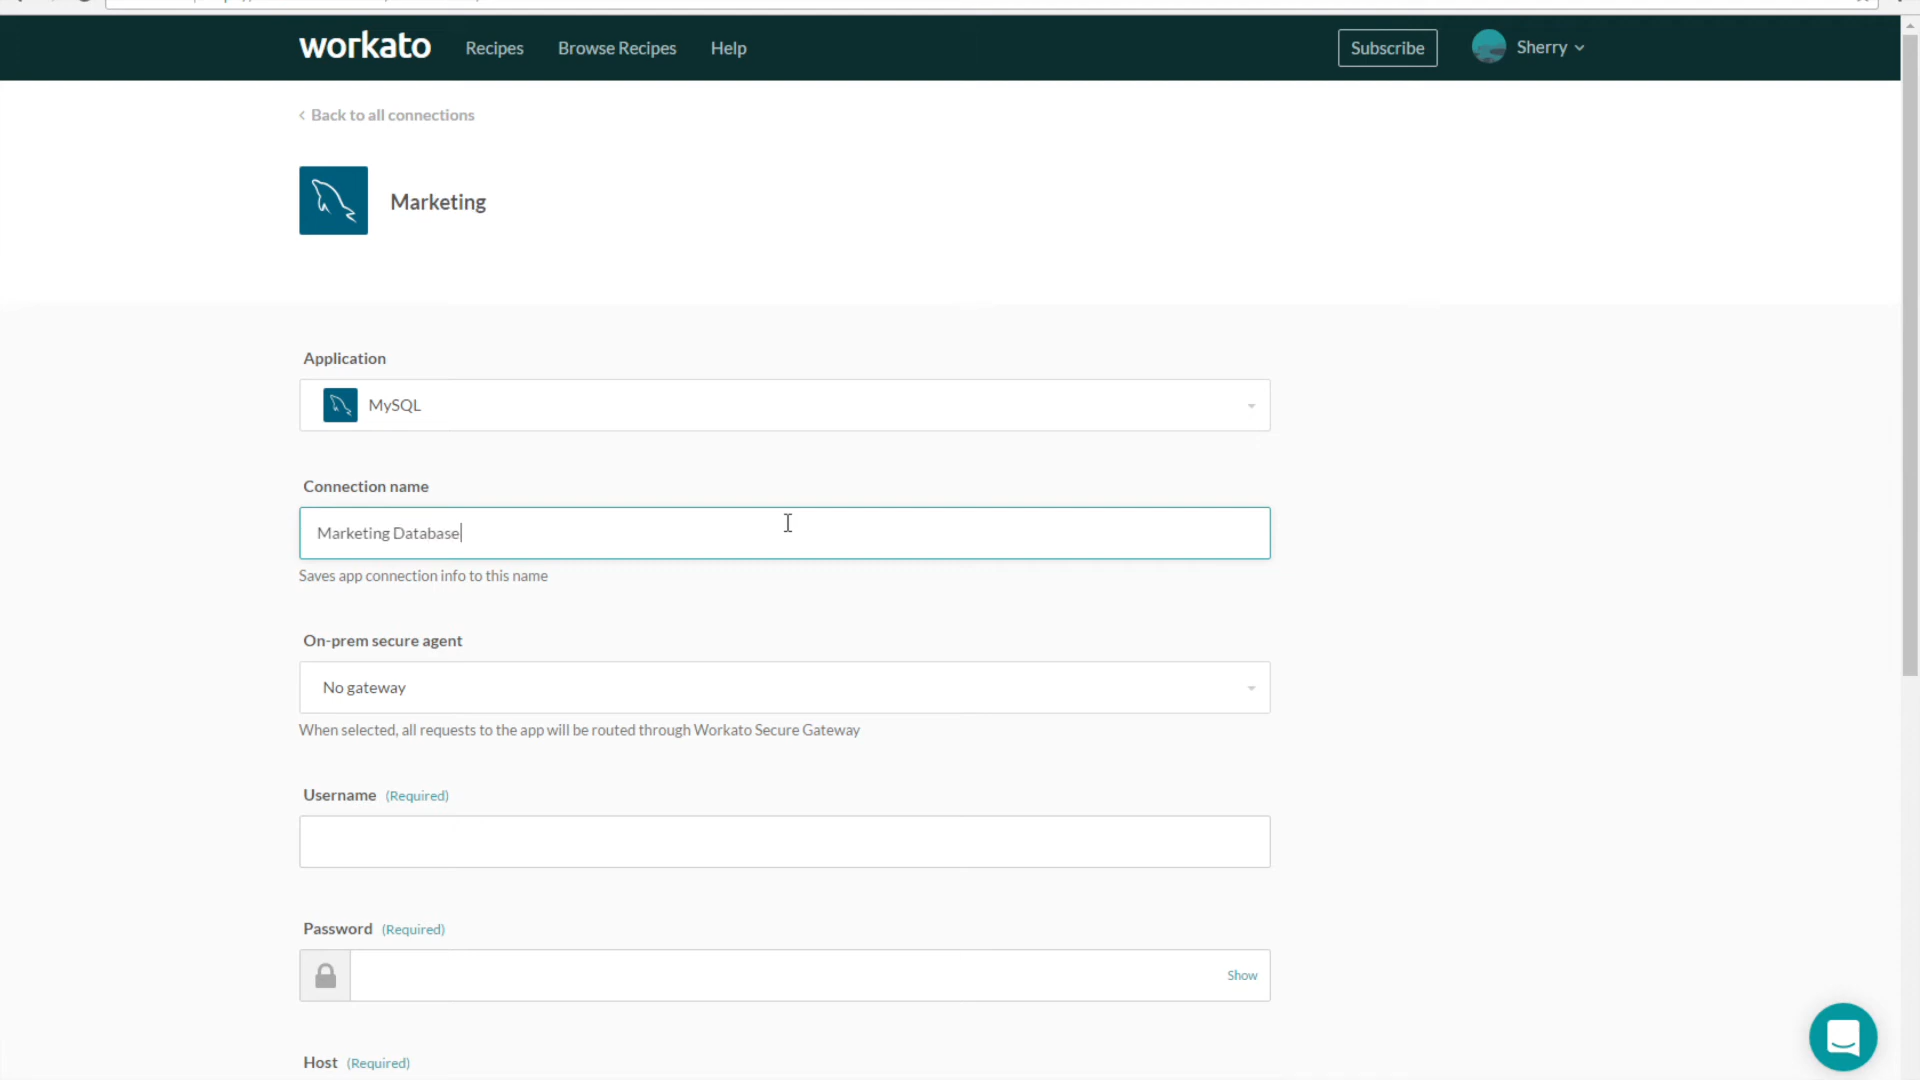 workato Recipes Browse Recipes Help Subscribe Sherry
Back to all connections
Marketing
Application
MySQL
Connection name
Marketing Database
Saves app connection info to this name
On-prem secure agent
No gateway
When selected, all requests to the app will be routed through Workato Secure Gateway
Username (Required)
Password (Required)
Show
Host (Required)